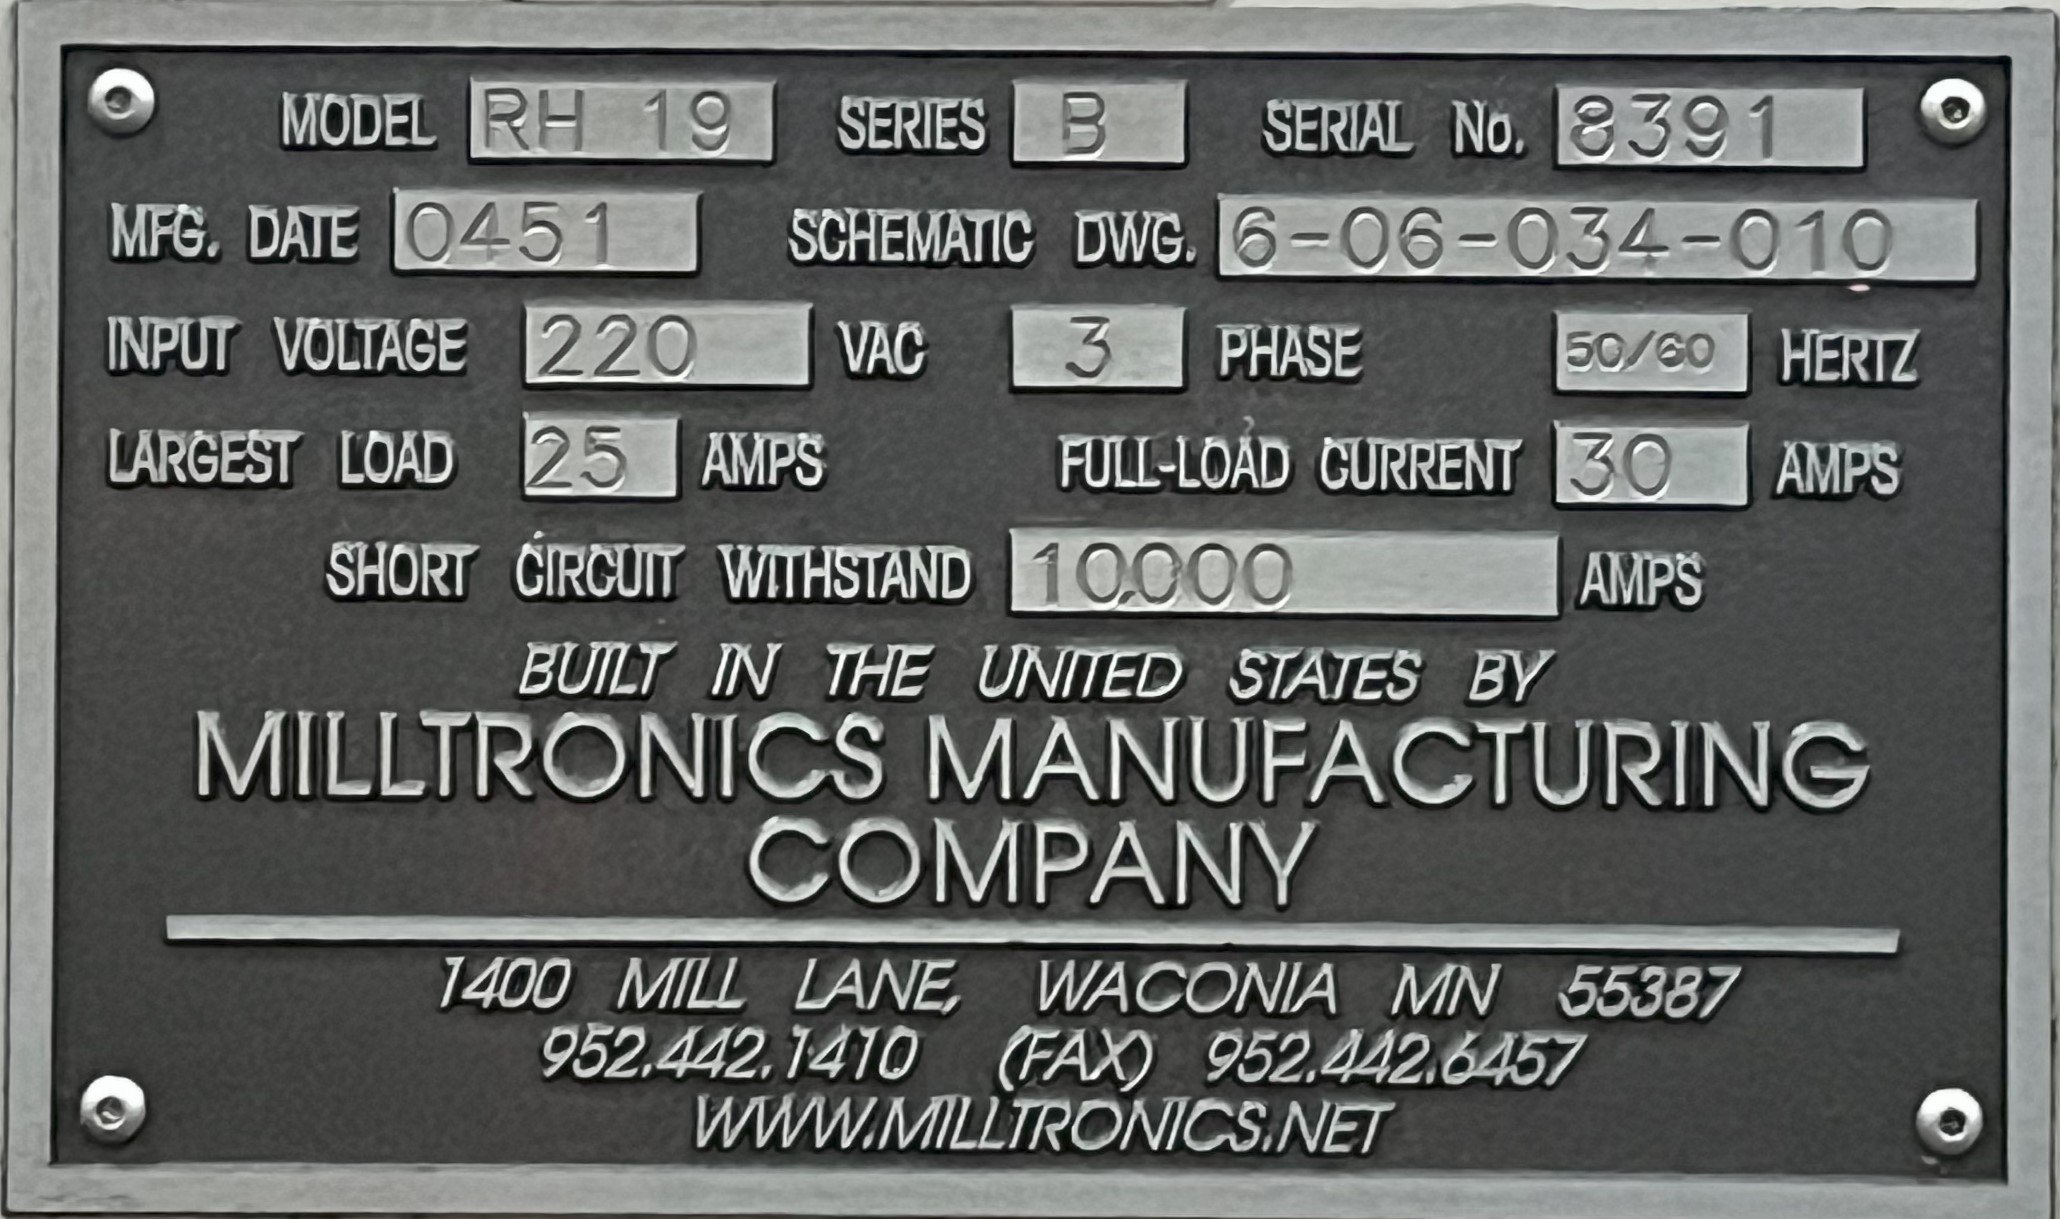 MODEL RH 19 SERIES B SERIAL No. 8391
MFG. DATE 0451 SCHEMATIC DWG. 6-06-034-010
INPUT VOLTAGE 220 VAC 3 PHASE 50/60 HERTZ
LARGEST LOAD 25 AMPS FULL-LOAD CURRENT 30 AMPS
SHORT CIRCUIT WITHSTAND 10,000 AMPS
BUILT IN THE UNITED STATES BY
MILLTRONICS MANUFACTURING
COMPANY
1400 MILL LANE, WACONIA MN 55387
952.442.1410 (FAX) 952.442.6457
WWW.MILLTRONICS.NET